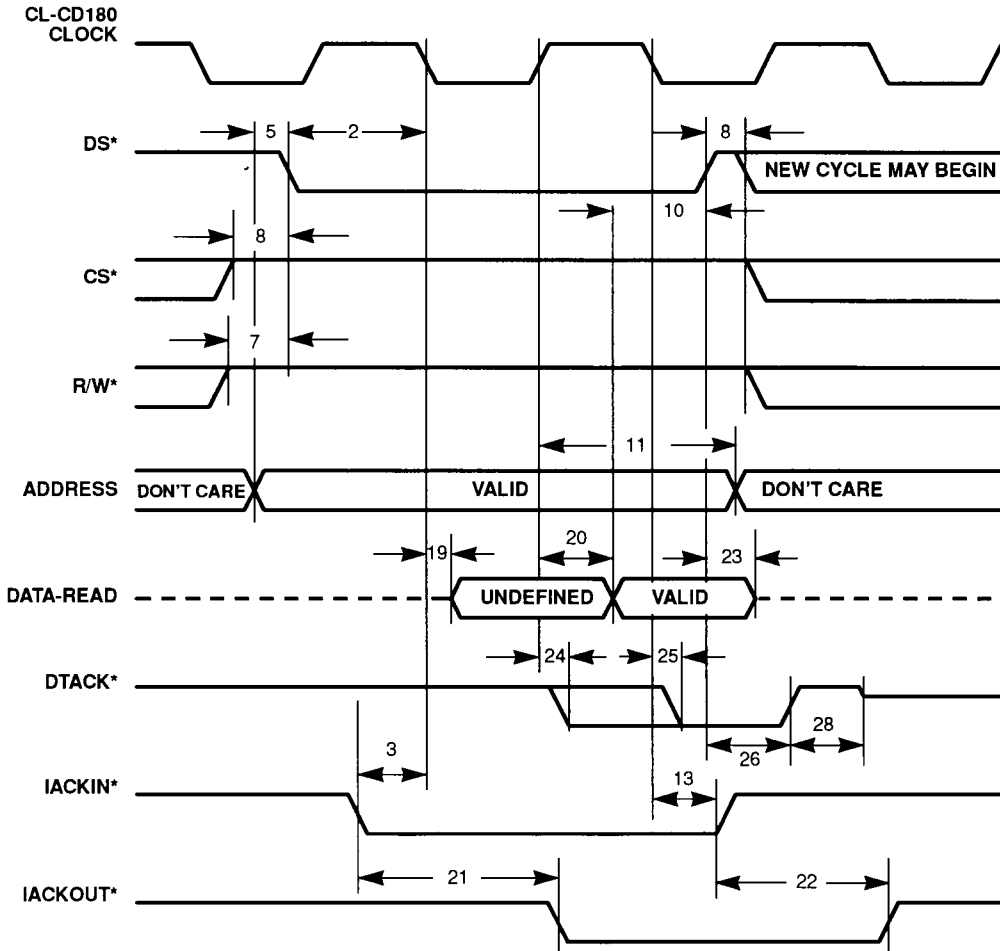 CL-CD180
CLOCK
DS*
5
2
8
NEW CYCLE MAY BEGIN
10
CS*
8
R/W*
7
11
ADDRESS
DON'T CARE
VALID
DON'T CARE
19
20
23
DATA-READ
UNDEFINED
VALID
DTACK*
24
25
26
28
IACKIN*
3
13
IACKOUT*
21
22